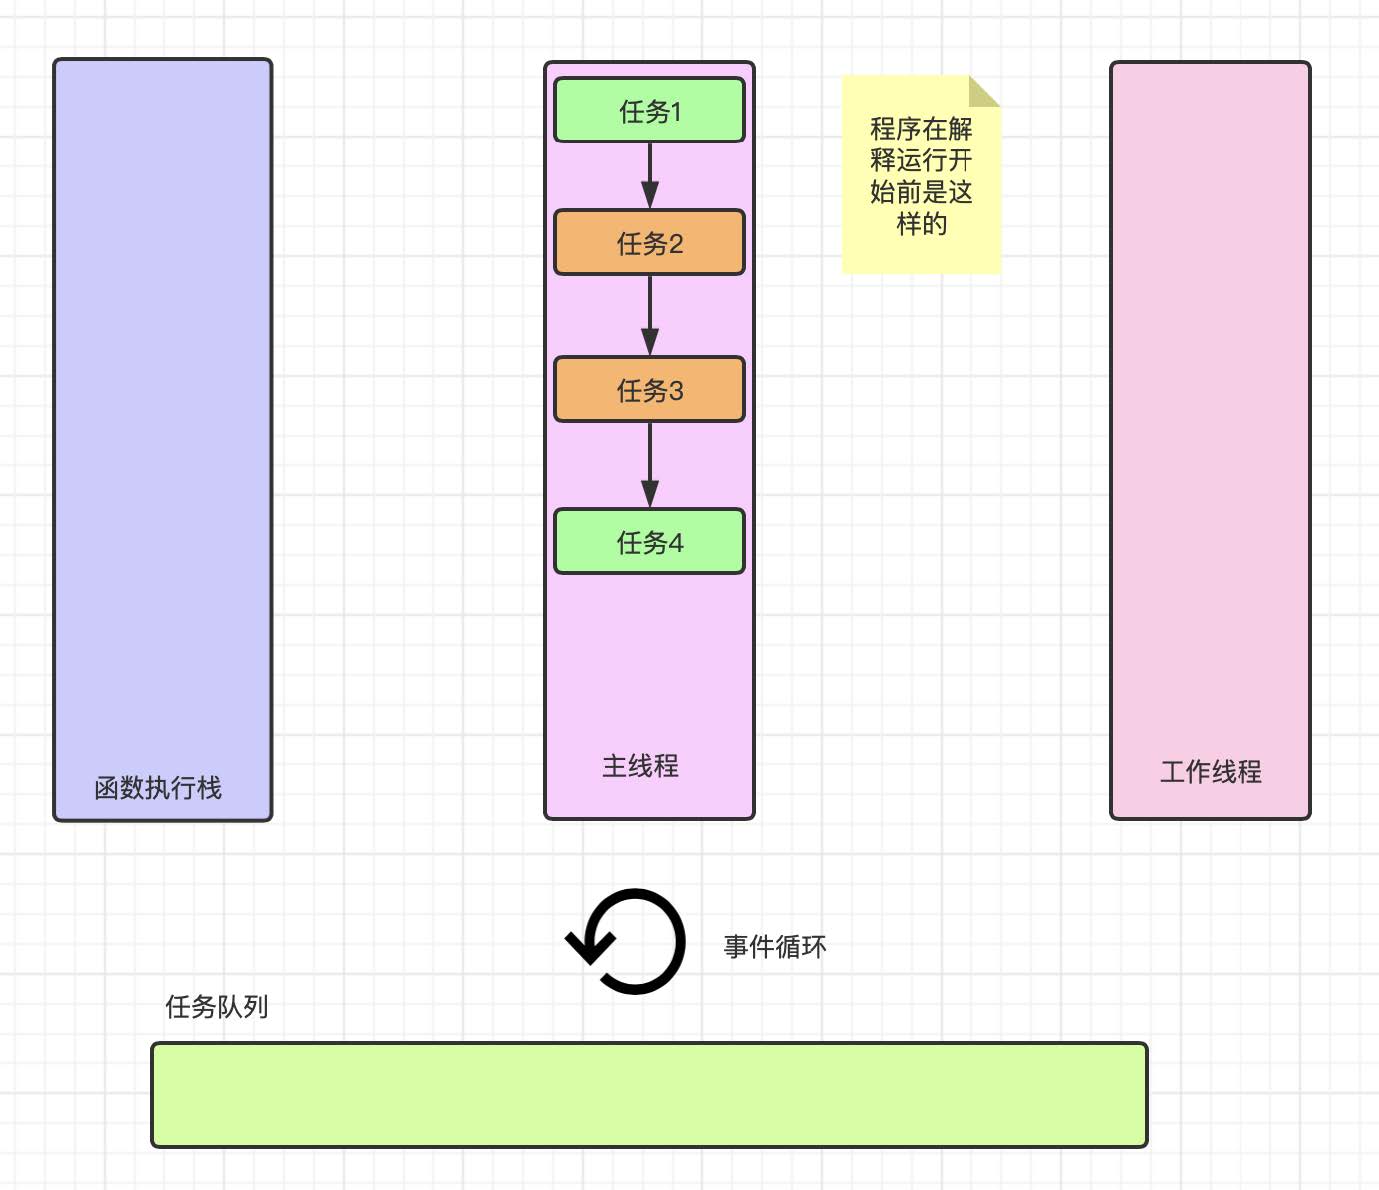 任务1
程序在解
释运行开
始前是这
样的
任务2
任务3
任务4
函数执行栈
主线程
工作线程
事件循环
任务队列